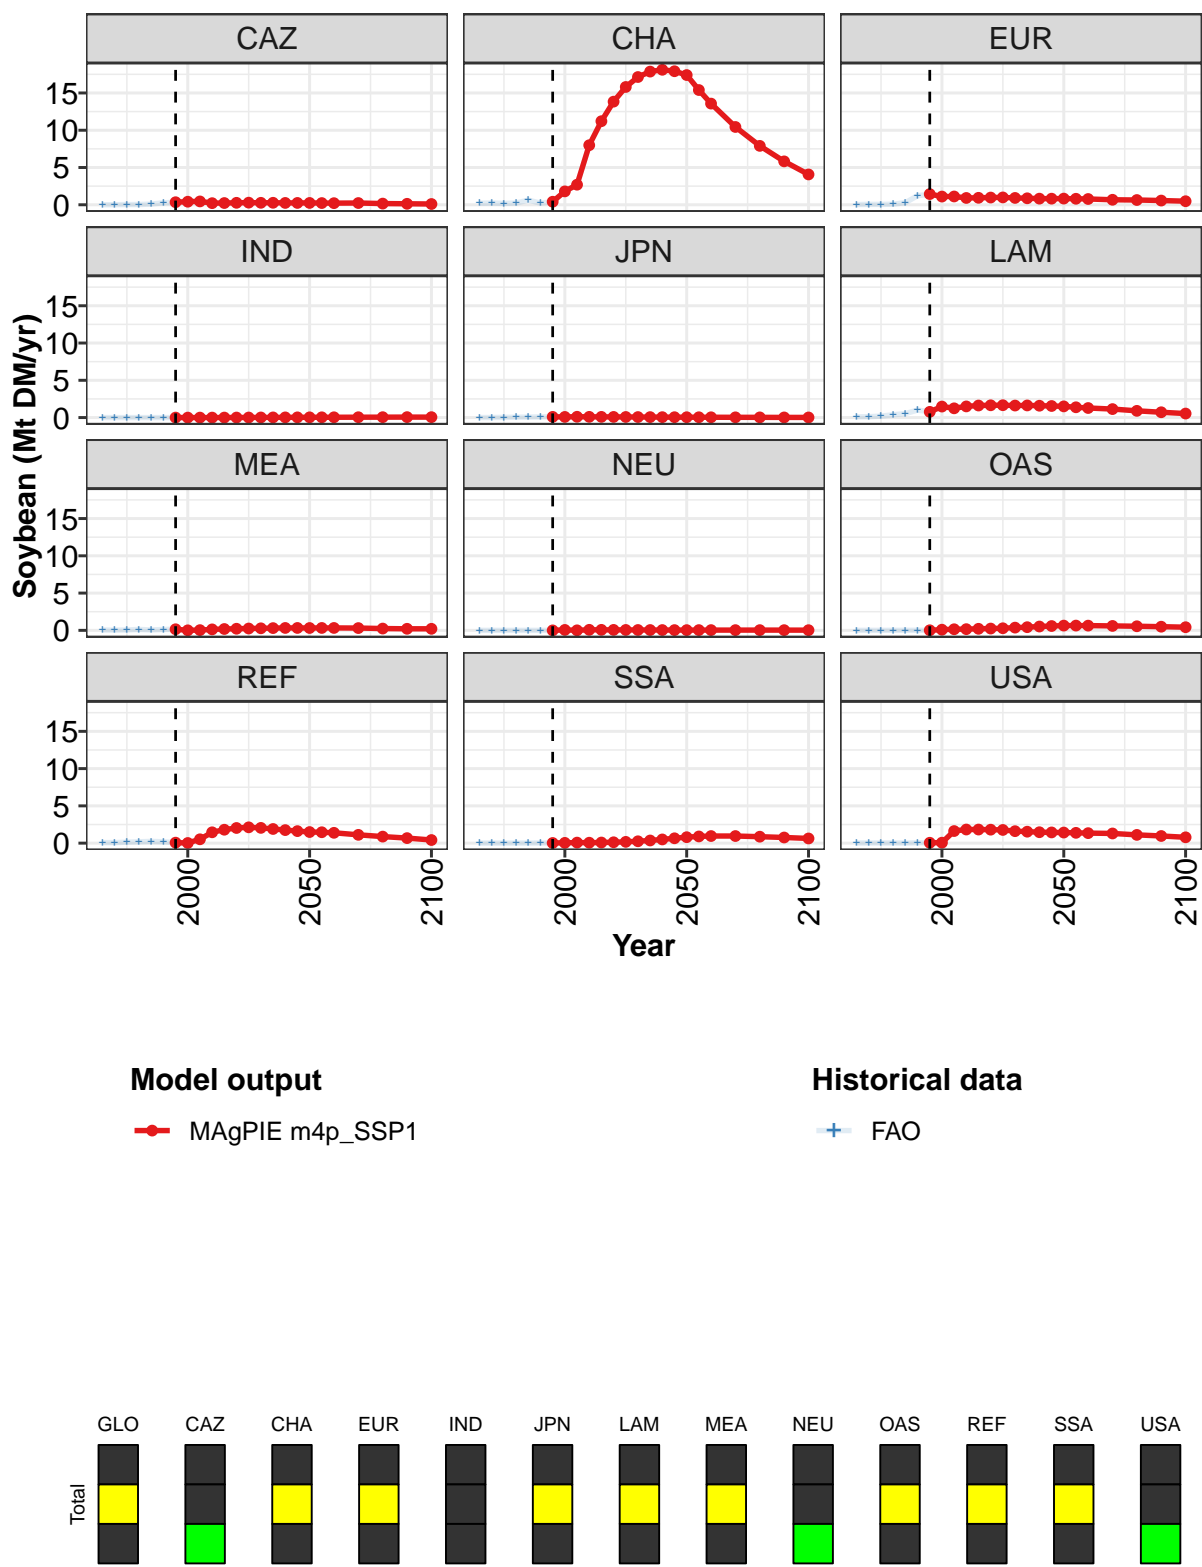 CAZ CHA EUR
15
10
5
0
IND JPN LAM
15
10
5
0
MEA NEU OAS
15
10
5
0
REF SSA USA
15
10
5
0
Soybean (Mt DM/yr)
2000 2050 2100 2000 2050 2100 2000 2050 2100
Year
Model output Historical data
MAgPIE m4p_SSP1 FAO
GLO CAZ CHA EUR IND JPN LAM MEA NEU OAS REF SSA USA
Total